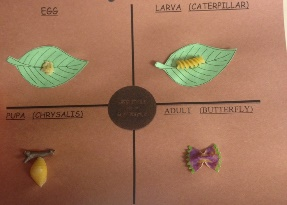 EGG
LARVA (CATERPILLAR)
PUPA (CHRYSALIS)
ADULT (BUTTERFLY)